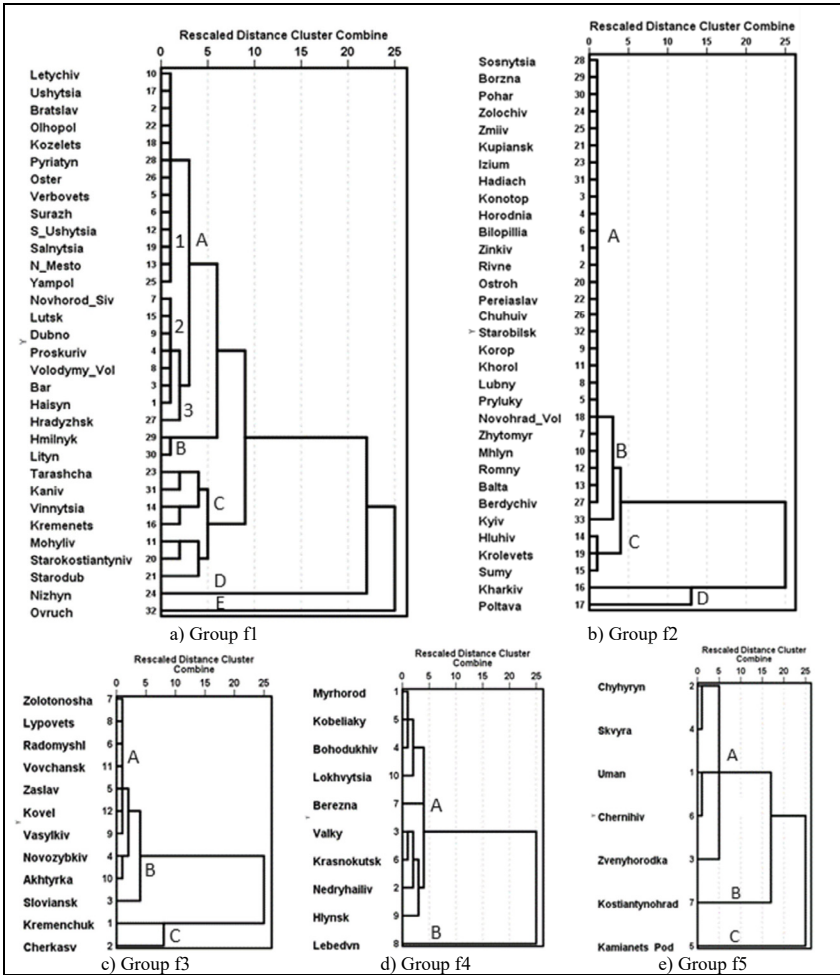 Rescaled Distance Cluster Combine
0 5 10 15 20 25
Letychiv 10
Ushytsia 17
Bratslav 2
Olhopol 22
Kozelets 18
Pyriatyn 28
Oster 26
Verbovets 5
Surazh 6
S_Ushytsia 12
Salnytsia 19 1 A
N_Mesto 13
Yampol 25
Novhorod_Siv 7
Lutsk 15 2
Dubno 9
Y
Proskuriv 4
Volodymy_Vol 8
Bar 3
Haisyn 1
3
Hradyzhsk 27
Hmilnyk 29
B
Lityn 30
Tarashcha 23
Kaniv 31
C
Vinnytsia 14
Kremenets 16
Mohyliv 11
Starokostiantyniv 20
Starodub 21
D
Nizhyn 24
E
Ovruch 32
a) Group f1
Rescaled Distance Cluster Combine
0 5 10 15 20 25
Sosnytsia 28
Borzna 29
Pohar 30
Zolochiv 24
Zmiiv 25
Kupiansk 21
Izium 23
Hadiach 31
Konotop 3
Horodnia 4
Bilopillia 6 A
Zinkiv 1
Rivne 2
Ostroh 20
Pereiaslav 22
Chuhuiv 26
Y Starobilsk 32
Korop 9
Khorol 11
Lubny 8
Pryluky 5
Novohrad_Vol 18
Zhytomyr 7
B
Mhlyn 10
Romny 12
Balta 13
Berdychiv 27
Kyiv 33
Hluhiv 14
C
Krolevets 19
Sumy 15
Kharkiv 16
D
Poltava 17
b) Group f2
Rescaled Distance Cluster
Combine
0 5 10 15 20 25
Zolotonosha 7
Lypovets 8
Radomyshl 6
A
Vovchansk 11
Zaslav 5
Kovel 12
Y
Vasylkiv 9
Novozybkiv 4
B
Akhtyrka 10
Sloviansk 3
Kremenchuk 1
C
Cherkasv 2
c) Group f3
Rescaled Distance Cluster
Combine
0 5 10 15 20 25
Myrhorod 1
Kobeliaky 5
Bohodukhiv 4
Lokhvytsia 10
Berezna 7 A
Y
Valky 3
Krasnokutsk 6
Nedryhailiv 2
Hlynsk 9
B
Lebedvn 8
d) Group f4
Rescaled Distance Cluster
Combine
0 5 10 15 20 25
Chyhyryn 2
Skvyra 4
A
Uman 1
Y Chernihiv 6
Zvenyhorodka 3
B
Kostiantynohrad 7
C
Kamianets_Pod 5
e) Group f5